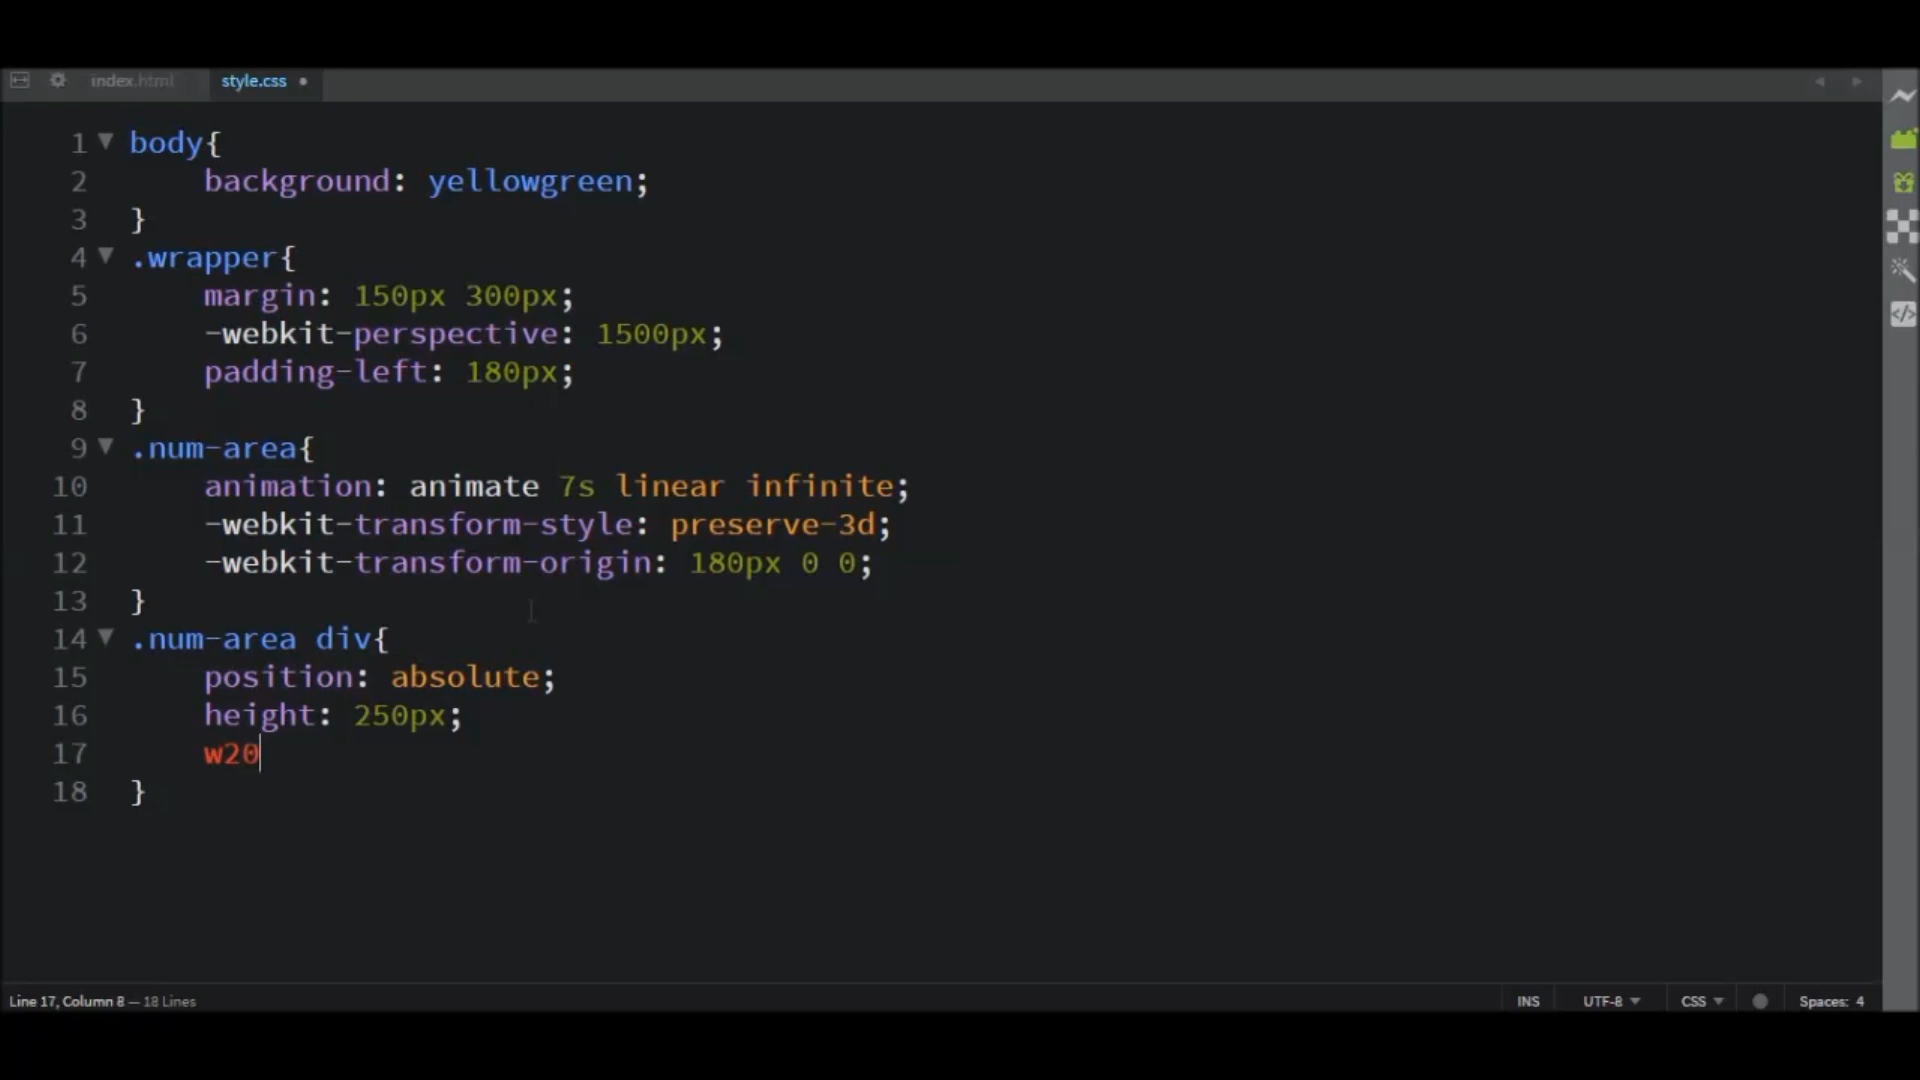 index.html style.css
1 body{
2 background: yellowgreen;
3 }
4 .wrapper{
5 margin: 150px 300px;
6 -webkit-perspective: 1500px;
7 padding-left: 180px;
8 }
9 .num-area{
10 animation: animate 7s linear infinite;
11 -webkit-transform-style: preserve-3d;
12 -webkit-transform-origin: 180px 0 0;
13 }
14 .num-area div{
15 position: absolute;
16 height: 250px;
17 w20
18 }
Line 17, Column 8 — 18 Lines INS UTF-8 CSS Spaces: 4